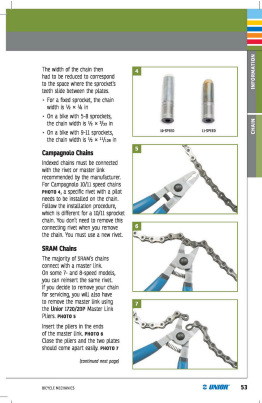 The width of the chain then
had to be reduced to correspond
to the space where the sprocket's
teeth slide between the plates.
• For a fixed sprocket, the chain
width is ½ × ⅛ in
• On a bike with 5–8 sprockets,
the chain width is ½ × ³/₃₂ in
• On a bike with 9–11 sprockets,
the chain width is ½ × ¹¹/₁₂₈ in
Campagnolo Chains
Indexed chains must be connected
with the rivet or master link
recommended by the manufacturer.
For Campagnolo 10/11 speed chains
PHOTO 4, a specific rivet with a pilot
needs to be installed on the chain.
Follow the installation procedure,
which is different for a 10/11 sprocket
chain. You don't need to remove this
connecting rivet when you remove
the chain. You must use a new rivet.
SRAM Chains
The majority of SRAM's chains
connect with a master link.
On some 7- and 8-speed models,
you can reinsert the same rivet.
If you decide to remove your chain
for servicing, you will also have
to remove the master link using
the Unior 1720/2DP Master Link
Pliers. PHOTO 5
Insert the pliers in the ends
of the master link. PHOTO 6
Close the pliers and the two plates
should come apart easily. PHOTO 7
(continued next page)
4
10-SPEED
11-SPEED
5
6
7
INFORMATION
CHAIN
BICYCLE MECHANICS
UNIOR
53